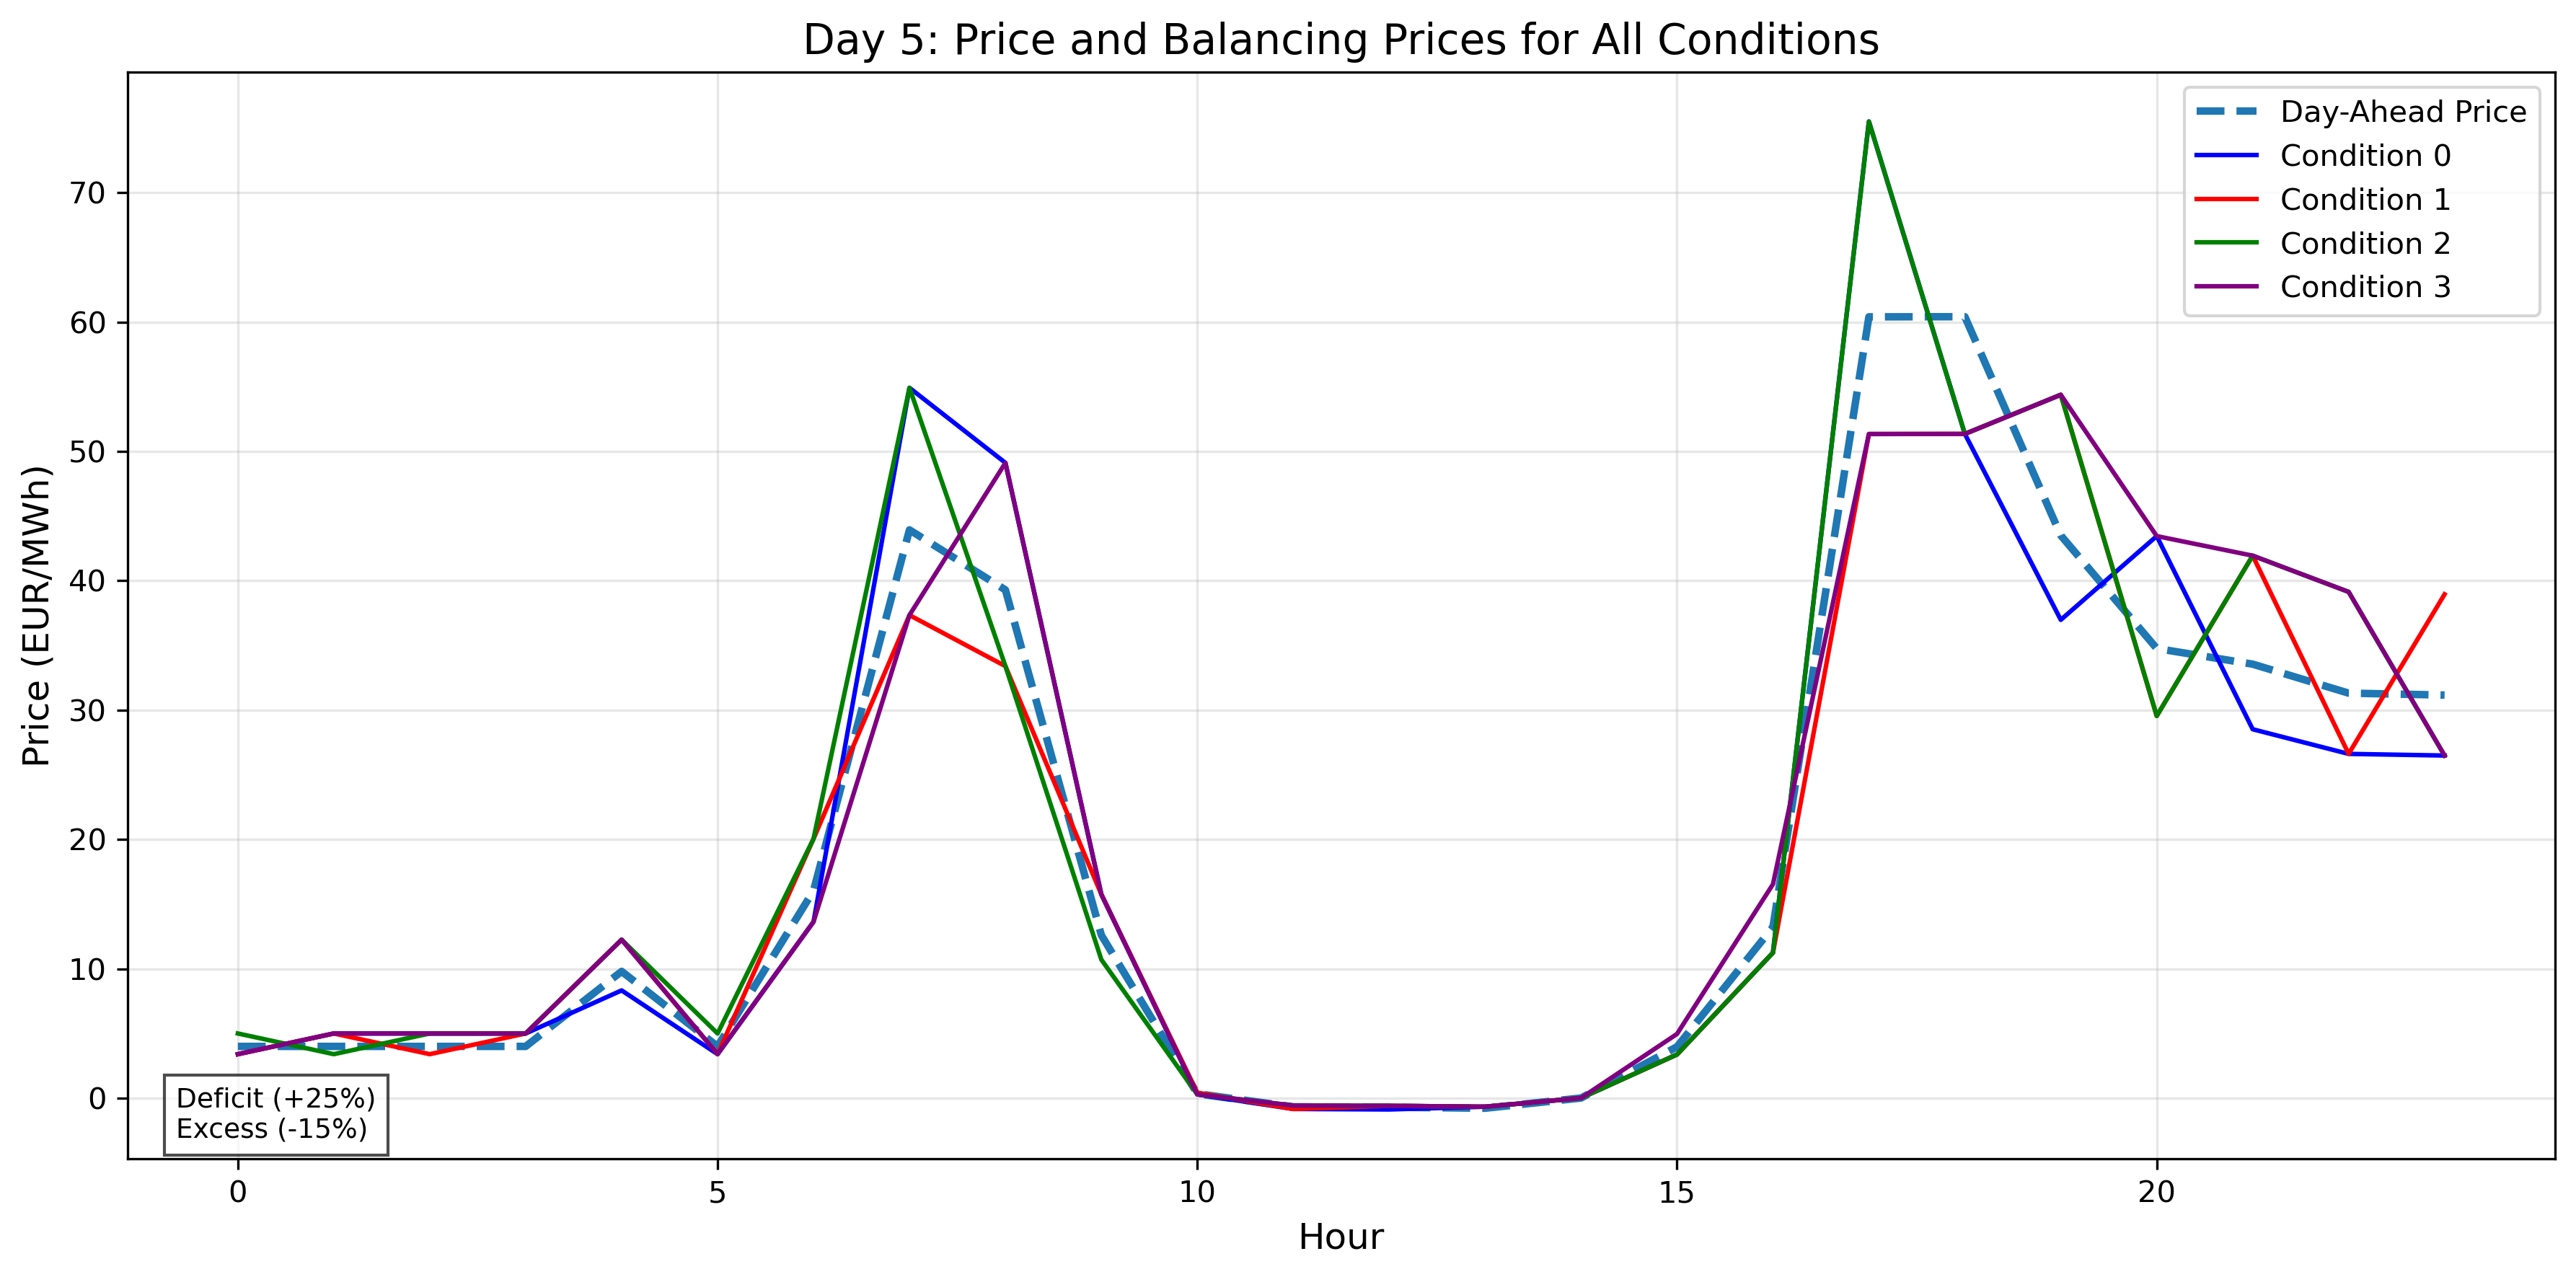 Day 5: Price and Balancing Prices for All Conditions
Price (EUR/MWh)
70
60
50
40
30
20
10
0
Day-Ahead Price
Condition 0
Condition 1
Condition 2
Condition 3
Deficit (+25%)
Excess (-15%)
0 5 10 15 20
Hour